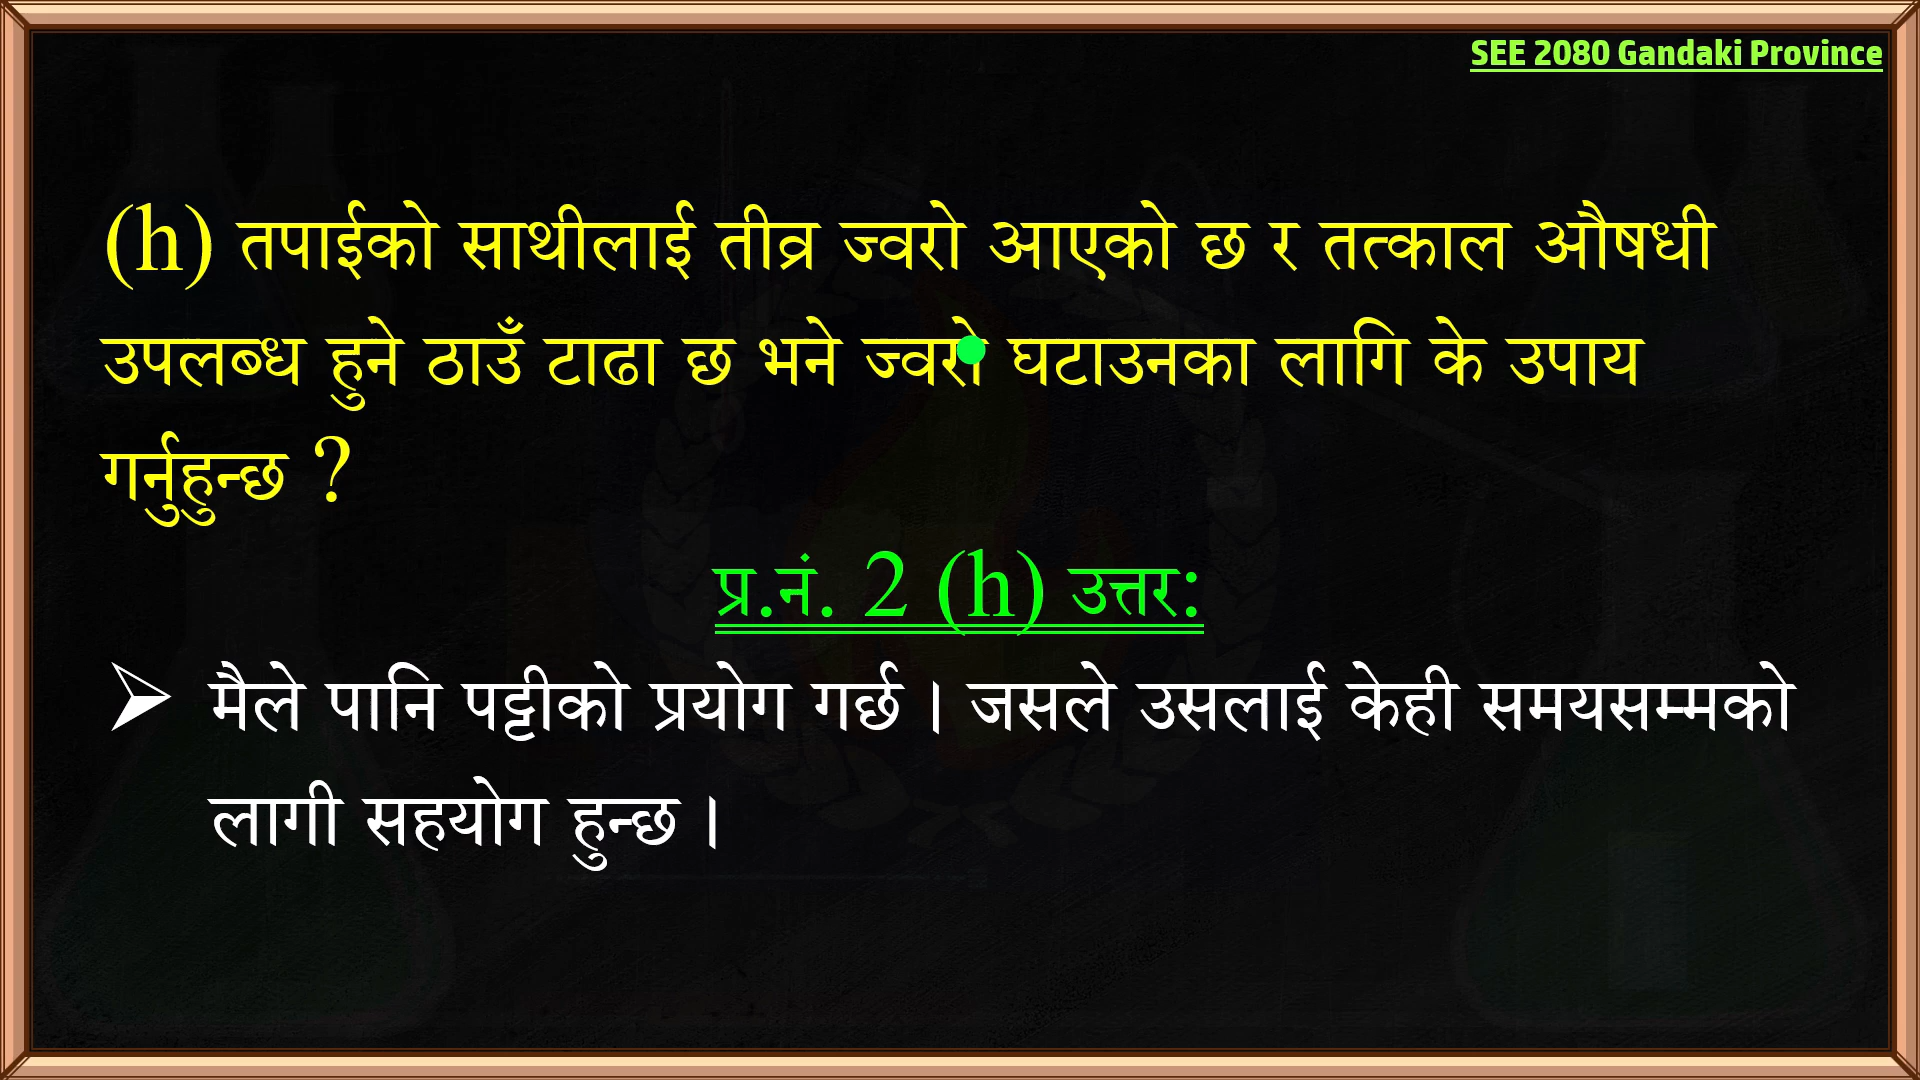 SEE 2080 Gandaki Province
(h) तपाईको साथीलाई तीव्र ज्वरो आएको छ र तत्काल औषधी
उपलब्ध हुने ठाउँ टाढा छ भने ज्वरो घटाउनका लागि के उपाय
गर्नुहुन्छ ?
प्र.नं. 2 (h) उत्तर:
➢ मैले पानि पट्टीको प्रयोग गर्छ । जसले उसलाई केही समयसम्मको
लागी सहयोग हुन्छ ।